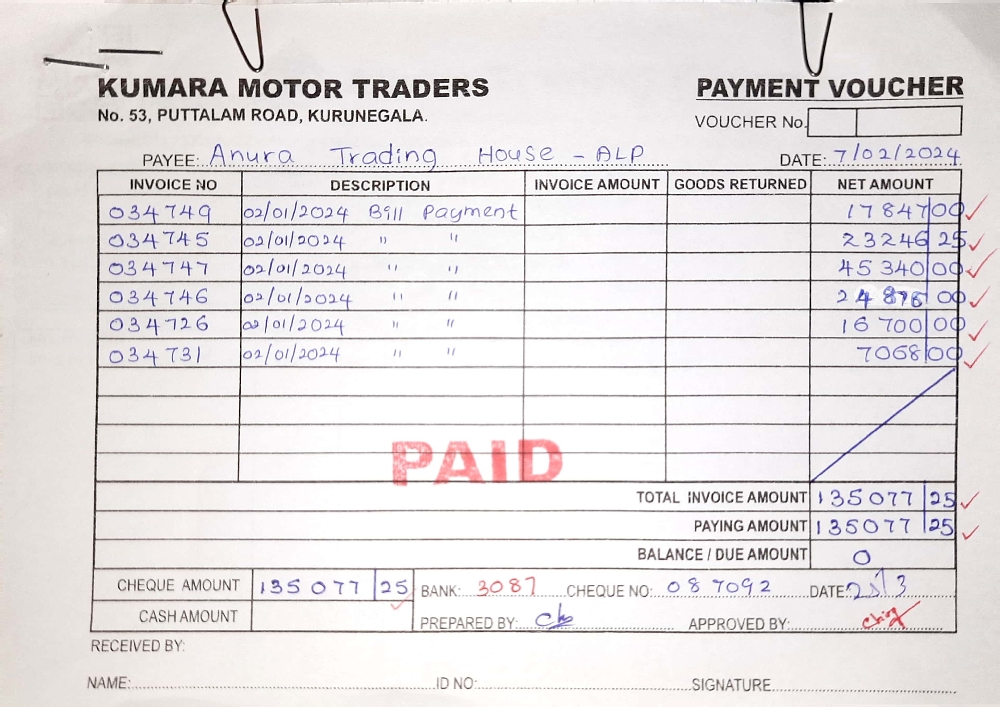 KUMARA MOTOR TRADERS
PAYMENT VOUCHER
No. 53, PUTTALAM ROAD, KURUNEGALA.
VOUCHER No.
PAYEE: Anura Trading House - ALP
DATE: 7/02/2024
INVOICE NO DESCRIPTION INVOICE AMOUNT GOODS RETURNED NET AMOUNT
034749 02/01/2024 Bill Payment 17847 00
034745 02/01/2024 " " 23246 25
034747 02/01/2024 " " 45340 00
034746 02/01/2024 " " 24876 00
034726 02/01/2024 " " 16700 00
034731 02/01/2024 " " 7068 00
PAID
TOTAL INVOICE AMOUNT 135077 25
PAYING AMOUNT 135077 25
BALANCE / DUE AMOUNT 0
CHEQUE AMOUNT 135077 25 BANK: 3087 CHEQUE NO: 087092 DATE:
CASH AMOUNT PREPARED BY: APPROVED BY:
RECEIVED BY:
NAME: ID NO: SIGNATURE